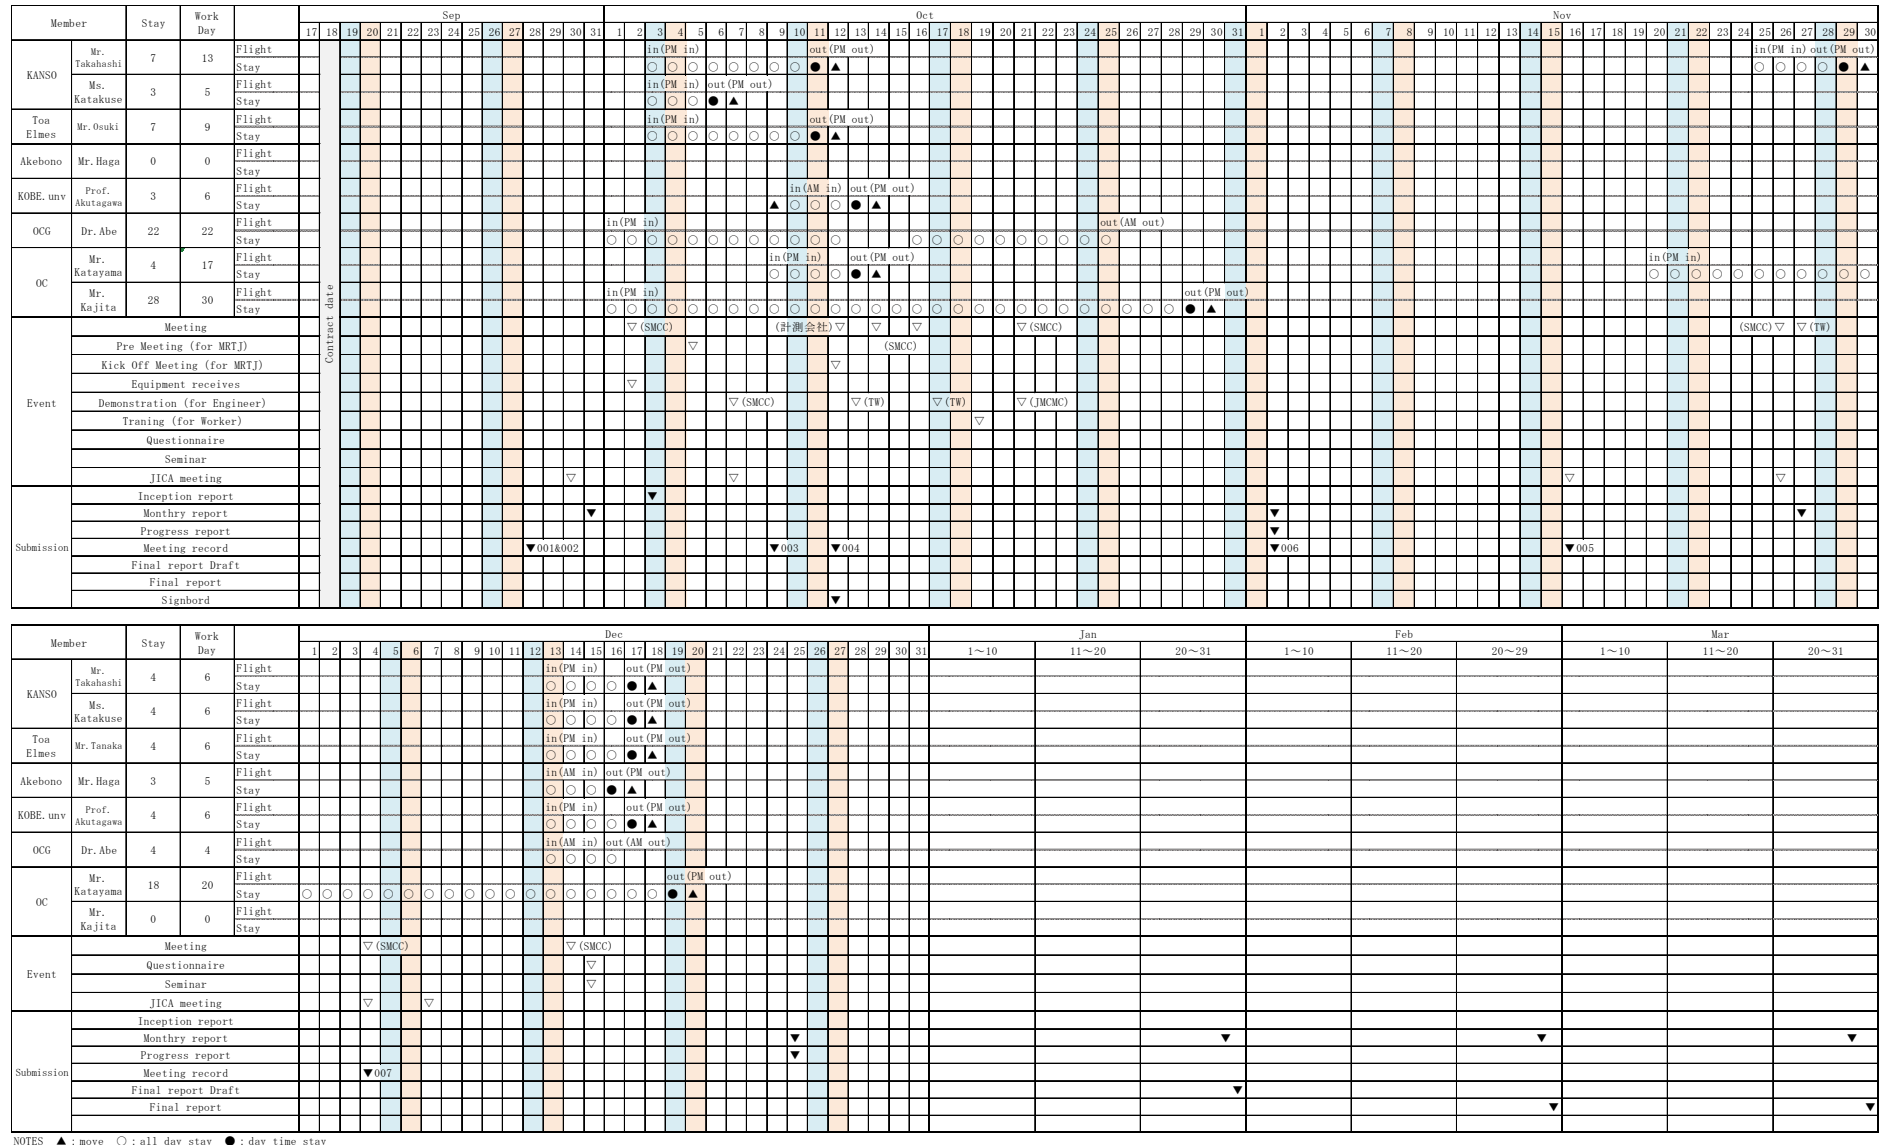 Member Stay Work Day Sep Oct Nov
17 18 19 20 21 22 23 24 25 26 27 28 29 30 31 1 2 3 4 5 6 7 8 9 10 11 12 13 14 15 16 17 18 19 20 21 22 23 24 25 26 27 28 29 30 31 1 2 3 4 5 6 7 8 9 10 11 12 13 14 15 16 17 18 19 20 21 22 23 24 25 26 27 28 29 30
Contract date
KANSO Mr. Takahashi 7 13 Flight in(PM in) out(PM out) in(PM in) out(PM out)
Stay ○ ○ ○ ○ ○ ○ ○ ○ ● ▲ ○ ○ ○ ○ ● ▲
Ms. Katakuse 3 5 Flight in(PM in) out(PM out)
Stay ○ ○ ○ ● ▲
Toa Elmes Mr.Osuki 7 9 Flight in(PM in) out(PM out)
Stay ○ ○ ○ ○ ○ ○ ○ ○ ● ▲
Akebono Mr.Haga 0 0 Flight
Stay
KOBE.unv Prof. Akutagawa 3 6 Flight in(AM in) out(PM out)
Stay ▲ ○ ○ ○ ● ▲
OCG Dr.Abe 22 22 Flight in(PM in) out(AM out)
Stay ○ ○ ○ ○ ○ ○ ○ ○ ○ ○ ○ ○ ○ ○ ○ ○ ○ ○ ○ ○ ○ ○
OC Mr. Katayama 4 17 Flight in(PM in) out(PM out) in(PM in)
Stay ○ ○ ○ ○ ● ▲ ○ ○ ○ ○ ○ ○ ○ ○ ○ ○ ○
Mr. Kajita 28 30 Flight in(PM in) out(PM out)
Stay ○ ○ ○ ○ ○ ○ ○ ○ ○ ○ ○ ○ ○ ○ ○ ○ ○ ○ ○ ○ ○ ○ ○ ○ ○ ○ ○ ○ ● ▲
Event Meeting ▽(SMCC) (計測会社)▽ ▽ ▽ ▽(SMCC) (SMCC)▽ ▽(TW)
Pre Meeting (for MRTJ) ▽ (SMCC)
Kick Off Meeting (for MRTJ) ▽
Equipment receives ▽
Demonstration (for Engineer) ▽(SMCC) ▽(TW) ▽(TW) ▽(JMCMC)
Traning (for Worker) ▽
Questionnaire
Seminar
JICA meeting ▽ ▽ ▽ ▽
Submission Inception report ▼
Monthry report ▼ ▼ ▼
Progress report ▼
Meeting record ▼001&002 ▼003 ▼004 ▼006 ▼005
Final report Draft
Final report
Signbord ▼
Member Stay Work Day Dec Jan Feb Mar
1 2 3 4 5 6 7 8 9 10 11 12 13 14 15 16 17 18 19 20 21 22 23 24 25 26 27 28 29 30 31 1～10 11～20 20～31 1～10 11～20 20～29 1～10 11～20 20～31
KANSO Mr. Takahashi 4 6 Flight in(PM in) out(PM out)
Stay ○ ○ ○ ○ ● ▲
Ms. Katakuse 4 6 Flight in(PM in) out(PM out)
Stay ○ ○ ○ ○ ● ▲
Toa Elmes Mr.Tanaka 4 6 Flight in(PM in) out(PM out)
Stay ○ ○ ○ ○ ● ▲
Akebono Mr.Haga 3 5 Flight in(AM in) out(PM out)
Stay ○ ○ ○ ● ▲
KOBE.unv Prof. Akutagawa 4 6 Flight in(PM in) out(PM out)
Stay ○ ○ ○ ○ ● ▲
OCG Dr.Abe 4 4 Flight in(AM in) out(AM out)
Stay ○ ○ ○ ○
OC Mr. Katayama 18 20 Flight out(PM out)
Stay ○ ○ ○ ○ ○ ○ ○ ○ ○ ○ ○ ○ ○ ○ ○ ○ ○ ○ ● ▲
Mr. Kajita 0 0 Flight
Stay
Event Meeting ▽(SMCC) ▽(SMCC)
Questionnaire ▽
Seminar ▽
JICA meeting ▽ ▽
Submission Inception report
Monthry report ▼ ▼ ▼ ▼
Progress report ▼
Meeting record ▼007
Final report Draft ▼
Final report ▼ ▼
NOTES ▲：move ○：all day stay ●：day time stay